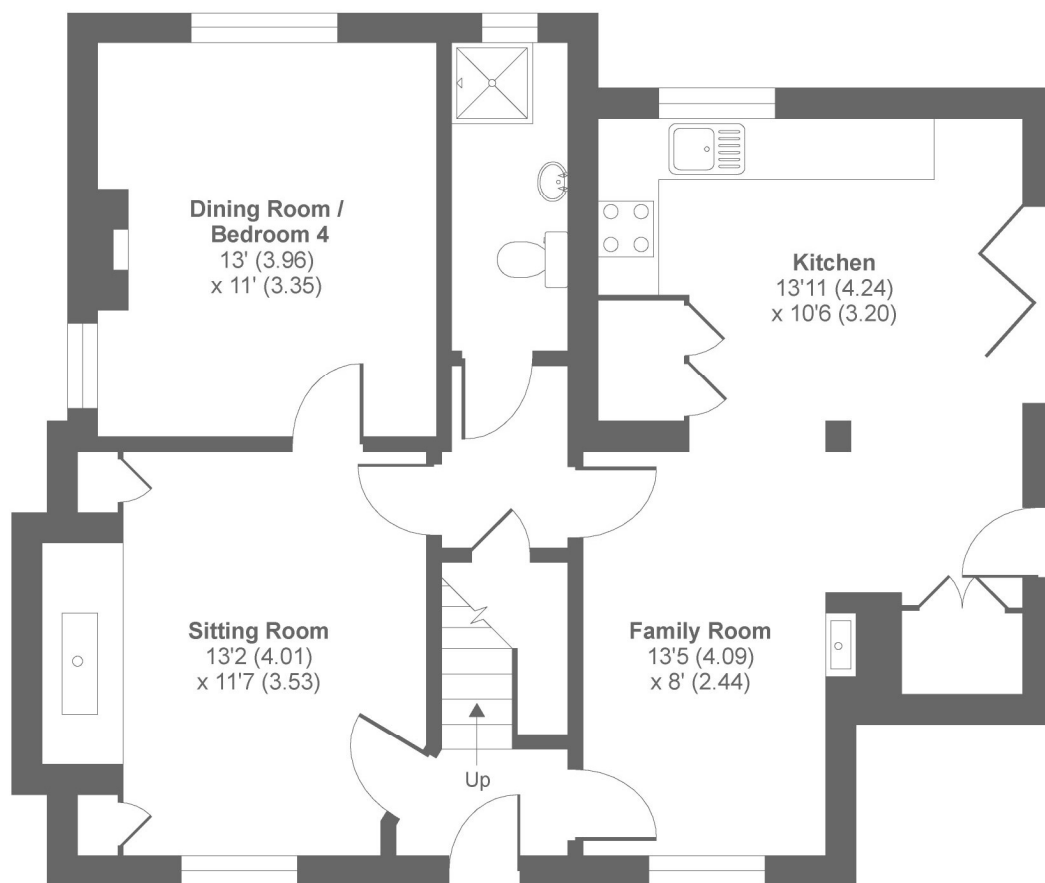 Dining Room /
Bedroom 4
13' (3.96)
x 11' (3.35)
Kitchen
13'11 (4.24)
x 10'6 (3.20)
Sitting Room
13'2 (4.01)
x 11'7 (3.53)
Family Room
13'5 (4.09)
x 8' (2.44)
Up